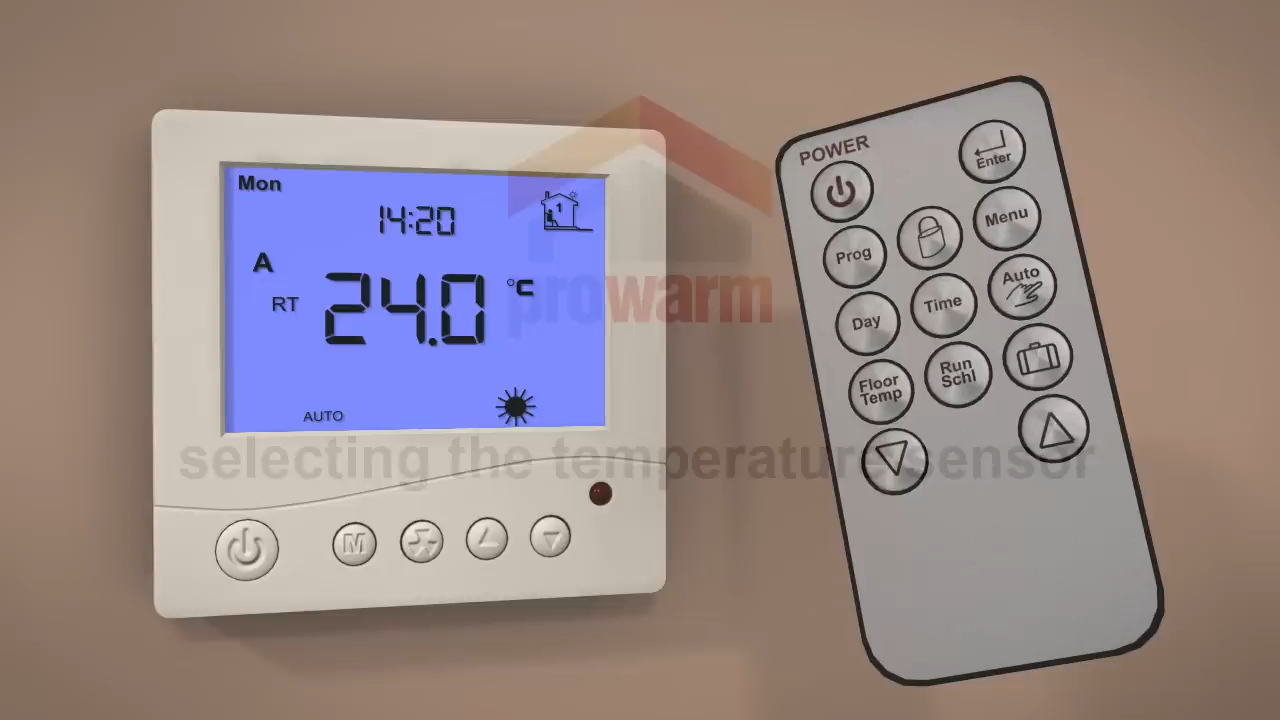 Mon
14:20
1
A
RT
24.0 °C
AUTO
M
prowarm
selecting the temperature sensor
POWER
Enter
Menu
Prog
Auto
Time
Day
Run
Schl
Floor
Temp